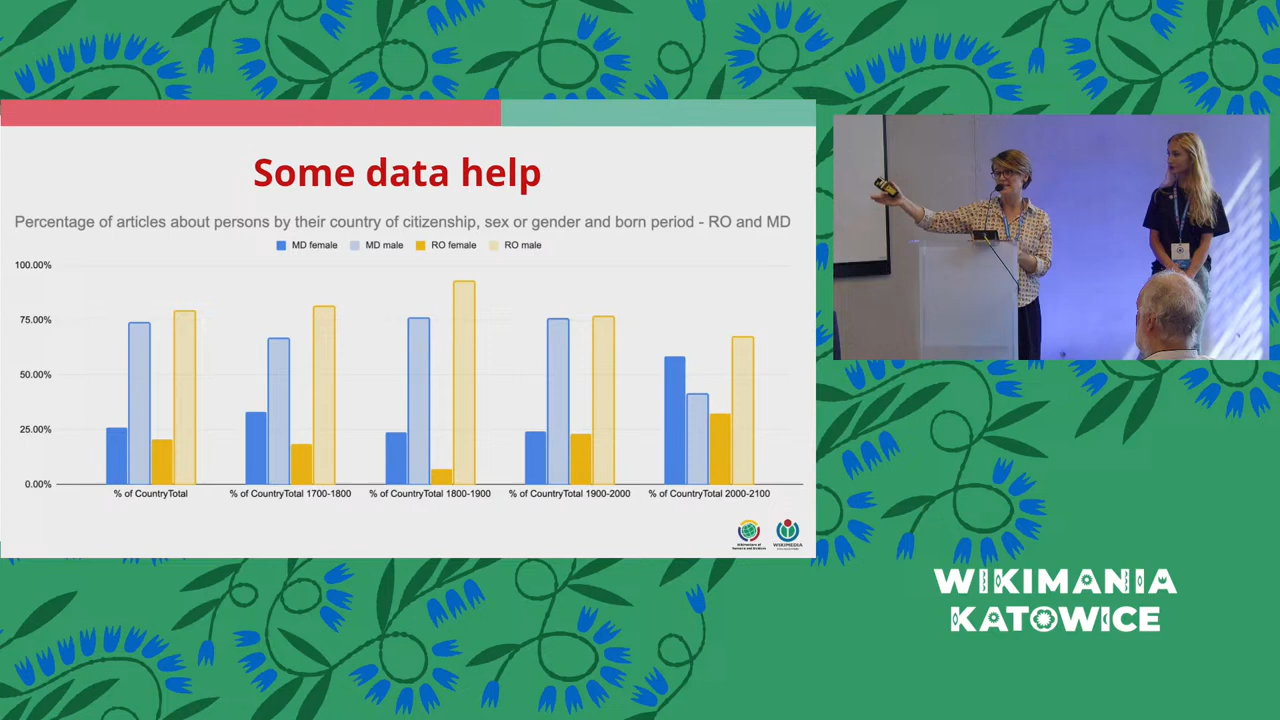 Some data help
Percentage of articles about persons by their country of citizenship, sex or gender and born period - RO and MD
MD female MD male RO female RO male
100.00%
75.00%
50.00%
25.00%
0.00%
% of CountryTotal % of CountryTotal 1700-1800 % of CountryTotal 1800-1900 % of CountryTotal 1900-2000 % of CountryTotal 2000-2100
WIKIMEDIA
WIKIMANIA
KATOWICE